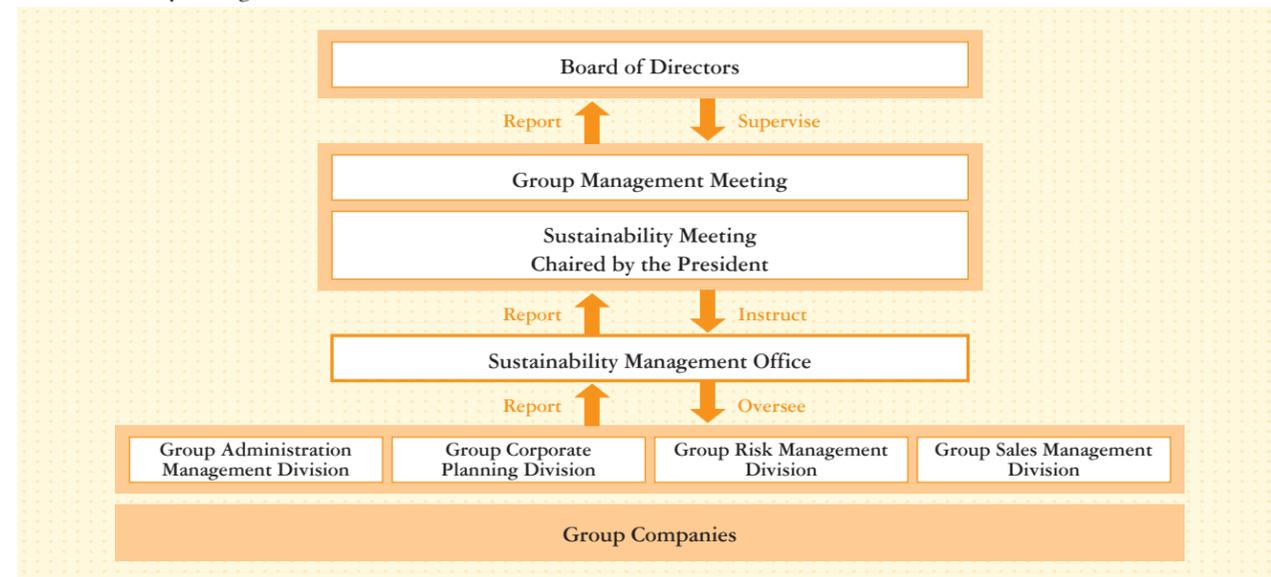 Board of Directors
Report
Supervise
Group Management Meeting
Sustainability Meeting
Chaired by the President
Report
Instruct
Sustainability Management Office
Report
Oversee
Group Administration
Management Division
Group Corporate
Planning Division
Group Risk Management
Division
Group Sales Management
Division
Group Companies